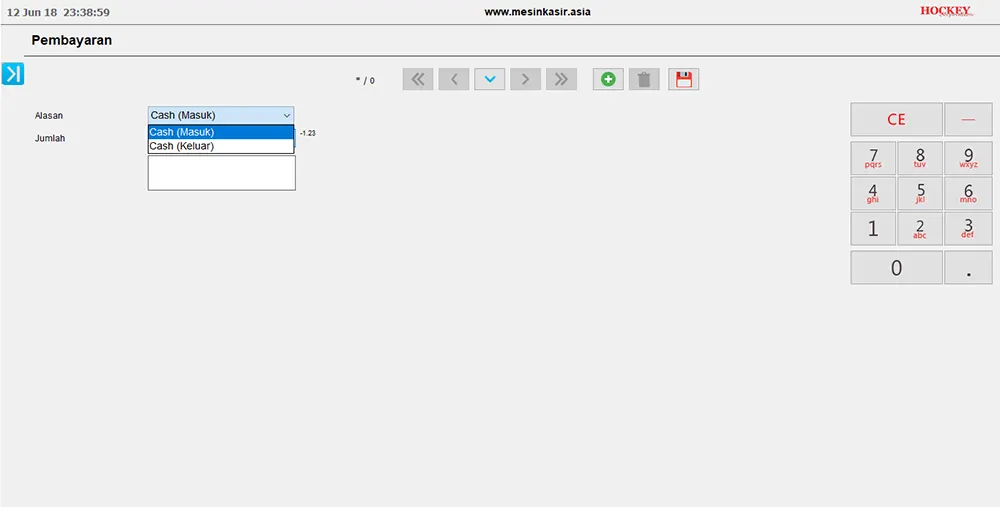 12 Jun 18 23:38:59
www.mesinkasir.asia
HOCKEY
Pembayaran
* / 0
Alasan
Cash (Masuk)
Cash (Masuk)
Cash (Keluar)
Jumlah
-1.23
CE
—
7 pqrs
8 tuv
9 wxyz
4 ghi
5 jkl
6 mno
1
2 abc
3 def
0
.